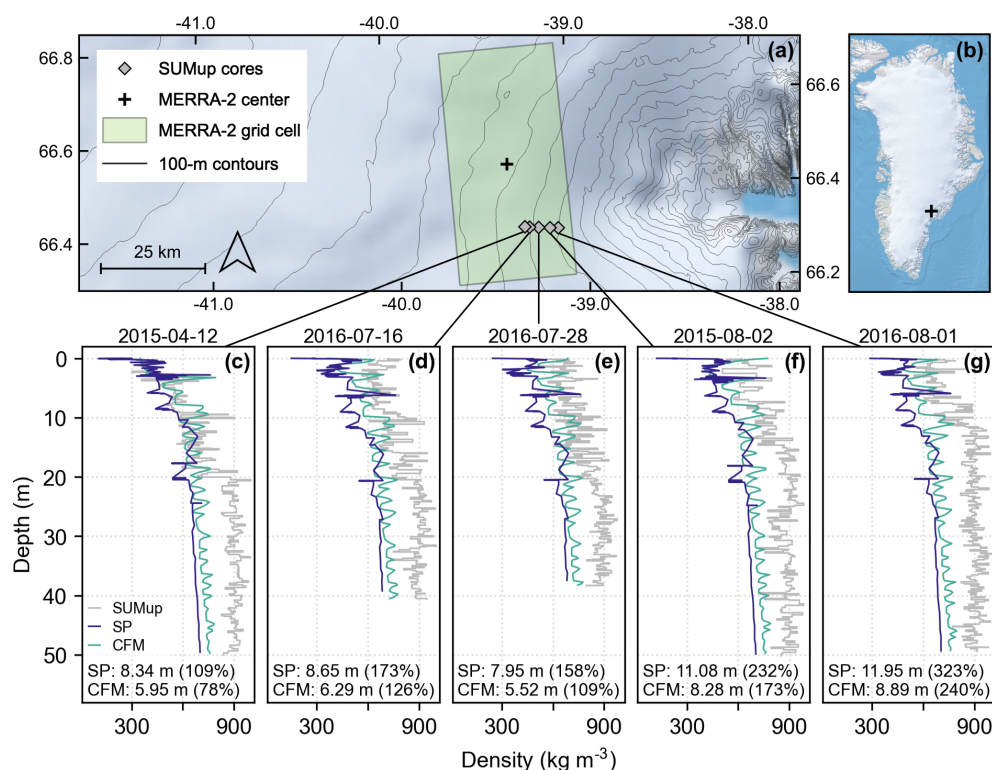 -41.0 -40.0 -39.0 -38.0
(a)
(b)
SUMup cores
MERRA-2 center
MERRA-2 grid cell
100-m contours
66.8
66.6
66.4
66.6
66.4
66.2
25 km
-41.0 -40.0 -39.0 -38.0
2015-04-12 2016-07-16 2016-07-28 2015-08-02 2016-08-01
(c) (d) (e) (f) (g)
0
10
20
30
40
50
Depth (m)
SUMup
SP
CFM
SP: 8.34 m (109%)
CFM: 5.95 m (78%)
SP: 8.65 m (173%)
CFM: 6.29 m (126%)
SP: 7.95 m (158%)
CFM: 5.52 m (109%)
SP: 11.08 m (232%)
CFM: 8.28 m (173%)
SP: 11.95 m (323%)
CFM: 8.89 m (240%)
300 900 300 900 300 900 300 900 300 900
Density (kg m⁻³)